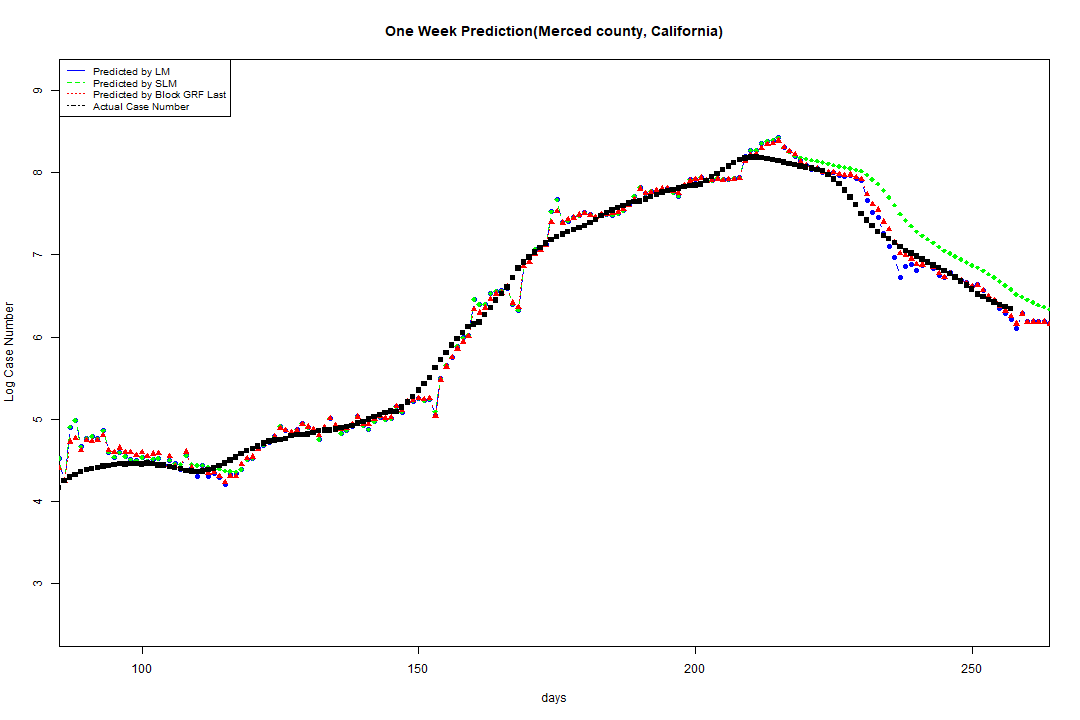 One Week Prediction(Merced county, California)
Predicted by LM
Predicted by SLM
Predicted by Block GRF Last
Actual Case Number
9
8
7
6
5
4
3
Log Case Number
100 150 200 250
days